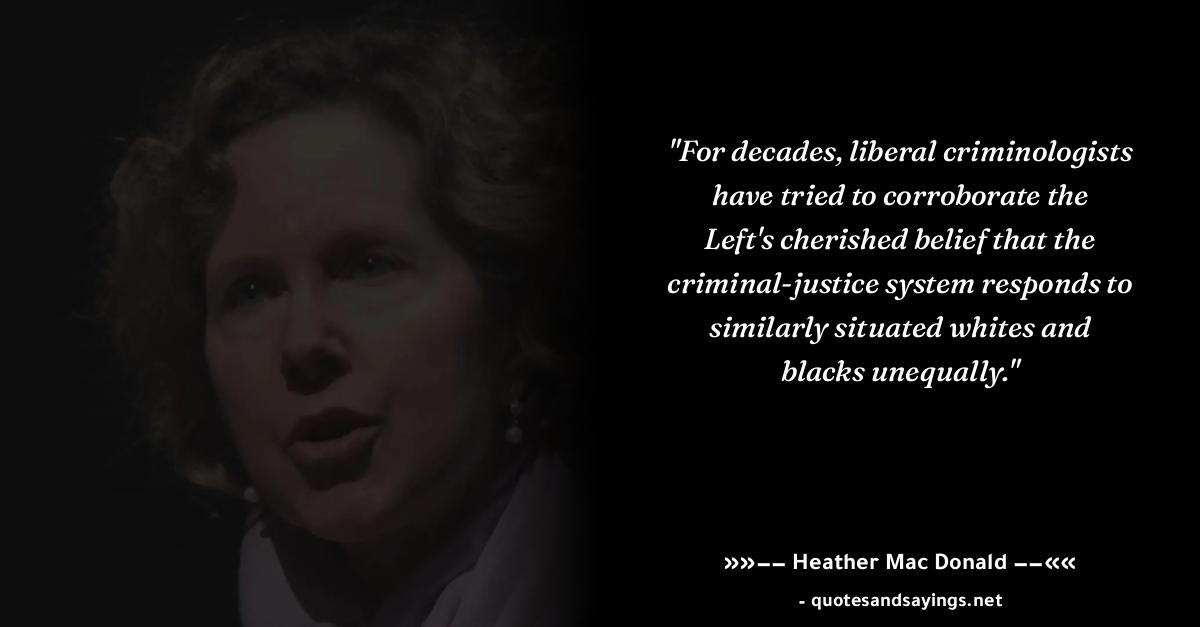 "For decades, liberal criminologists
have tried to corroborate the
Left's cherished belief that the
criminal-justice system responds to
similarly situated whites and
blacks unequally."
»»−− Heather Mac Donald −−««
- quotesandsayings.net